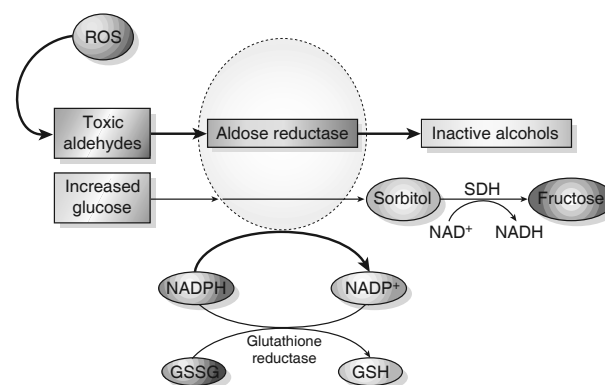 ROS
Toxic
aldehydes
Aldose reductase
Inactive alcohols
Increased
glucose
Sorbitol
SDH
Fructose
NAD⁺
NADH
NADPH
NADP⁺
Glutathione
reductase
GSSG
GSH